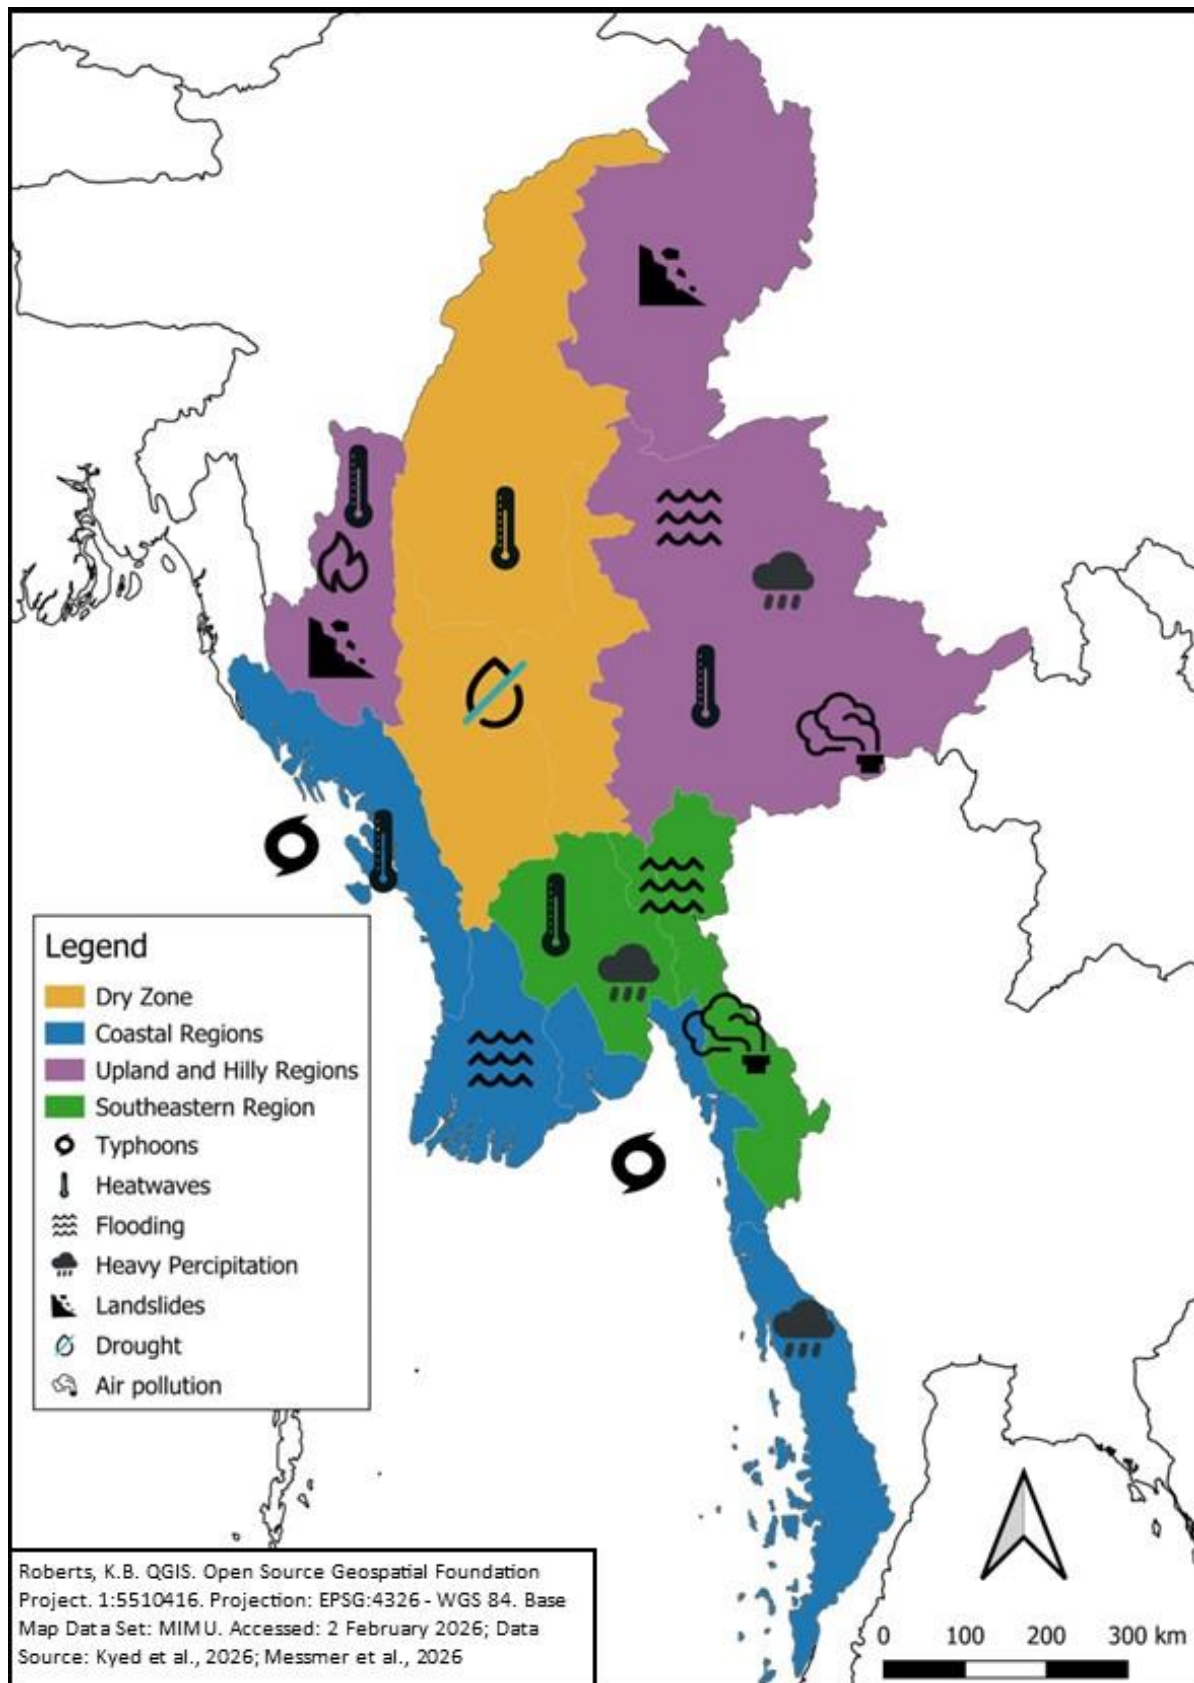 Legend
Dry Zone
Coastal Regions
Upland and Hilly Regions
Southeastern Region
Typhoons
Heatwaves
Flooding
Heavy Percipitation
Landslides
Drought
Air pollution
Roberts, K.B. QGIS. Open Source Geospatial Foundation
Project. 1:5510416. Projection: EPSG:4326 - WGS 84. Base
Map Data Set: MIMU. Accessed: 2 February 2026; Data
Source: Kyed et al., 2026; Messmer et al., 2026
0 100 200 300 km